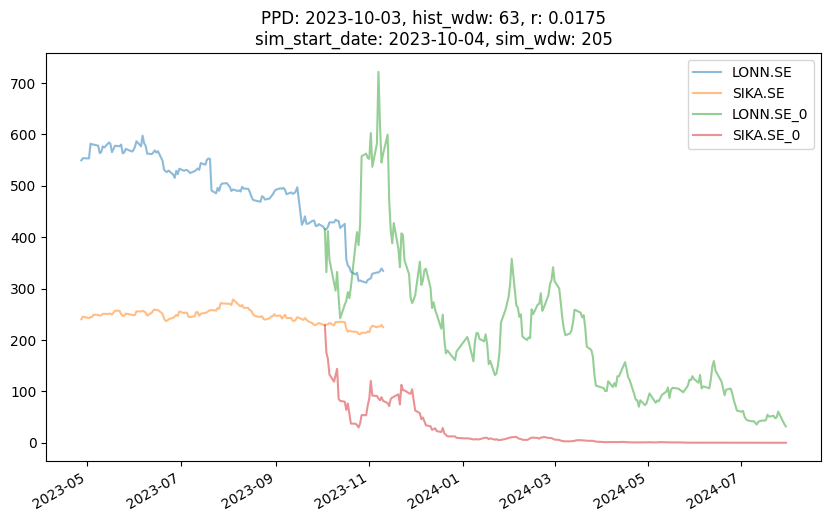 PPD: 2023-10-03, hist_wdw: 63, r: 0.0175
sim_start_date: 2023-10-04, sim_wdw: 205
LONN.SE
SIKA.SE
LONN.SE_0
SIKA.SE_0
700
600
500
400
300
200
100
0
2023-05
2023-07
2023-09
2023-11
2024-01
2024-03
2024-05
2024-07